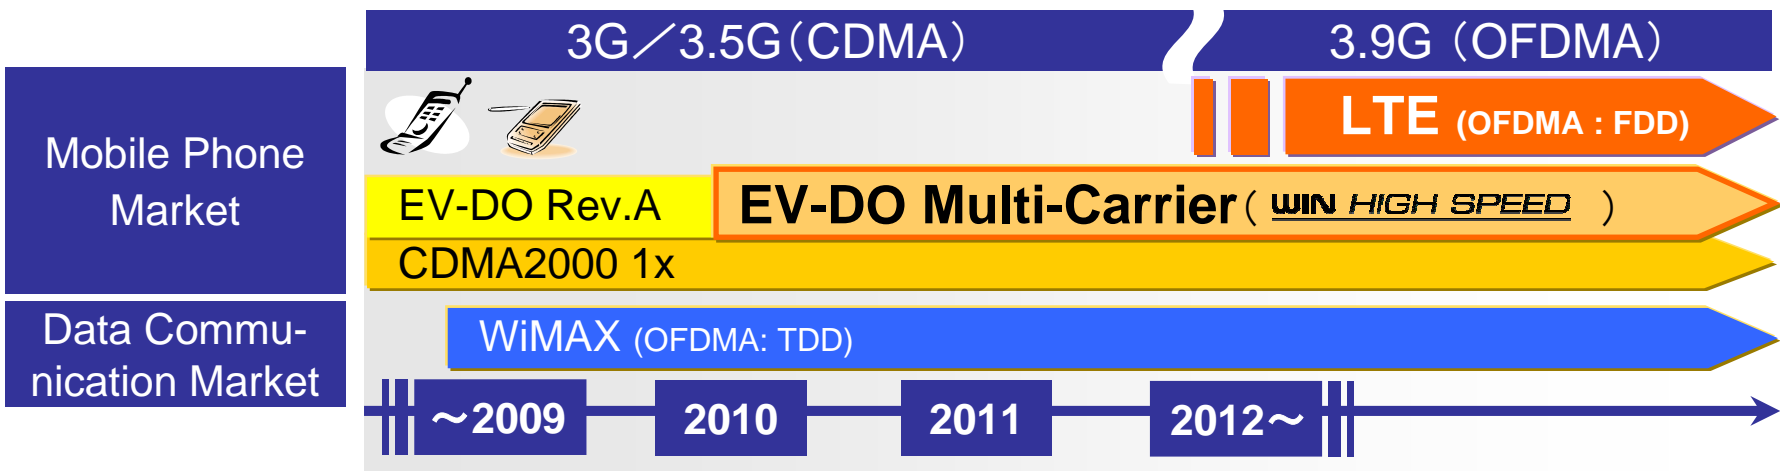 3G／3.5G（CDMA）
3.9G（OFDMA）
Mobile Phone
Market
LTE (OFDMA : FDD)
EV-DO Rev.A
EV-DO Multi-Carrier（ WIN HIGH SPEED ）
CDMA2000 1x
Data Commu-
nication Market
WiMAX (OFDMA: TDD)
～2009
2010
2011
2012～